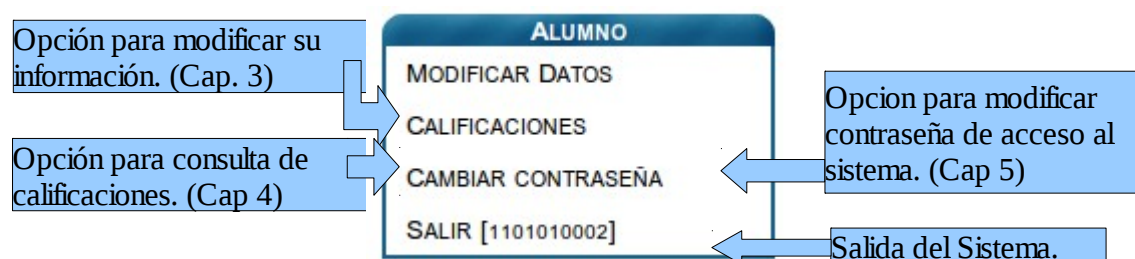 Opción para modificar su
información. (Cap. 3)
Opción para consulta de
calificaciones. (Cap 4)
ALUMNO
MODIFICAR DATOS
CALIFICACIONES
CAMBIAR CONTRASEÑA
SALIR [1101010002]
Opcion para modificar
contraseña de acceso al
sistema. (Cap 5)
Salida del Sistema.